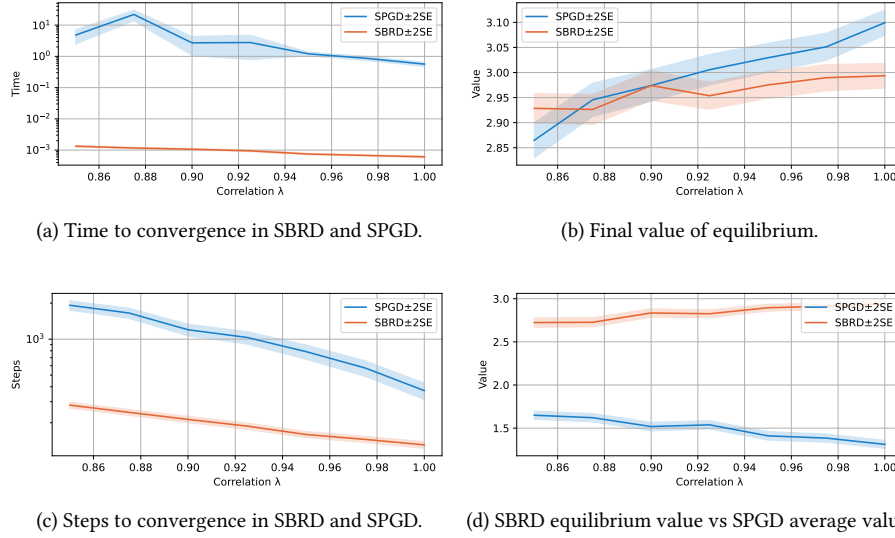 10¹
10⁰
10⁻¹
10⁻²
10⁻³
Time
0.86 0.88 0.90 0.92 0.94 0.96 0.98 1.00
Correlation λ
SPGD±2SE
SBRD±2SE
(a) Time to convergence in SBRD and SPGD.
3.10
3.05
3.00
2.95
2.90
2.85
Value
0.86 0.88 0.90 0.92 0.94 0.96 0.98 1.00
Correlation λ
SPGD±2SE
SBRD±2SE
(b) Final value of equilibrium.
10³
Steps
0.86 0.88 0.90 0.92 0.94 0.96 0.98 1.00
Correlation λ
SPGD±2SE
SBRD±2SE
(c) Steps to convergence in SBRD and SPGD.
3.0
2.5
2.0
1.5
Value
0.86 0.88 0.90 0.92 0.94 0.96 0.98 1.00
Correlation λ
SPGD±2SE
SBRD±2SE
(d) SBRD equilibrium value vs SPGD average valu